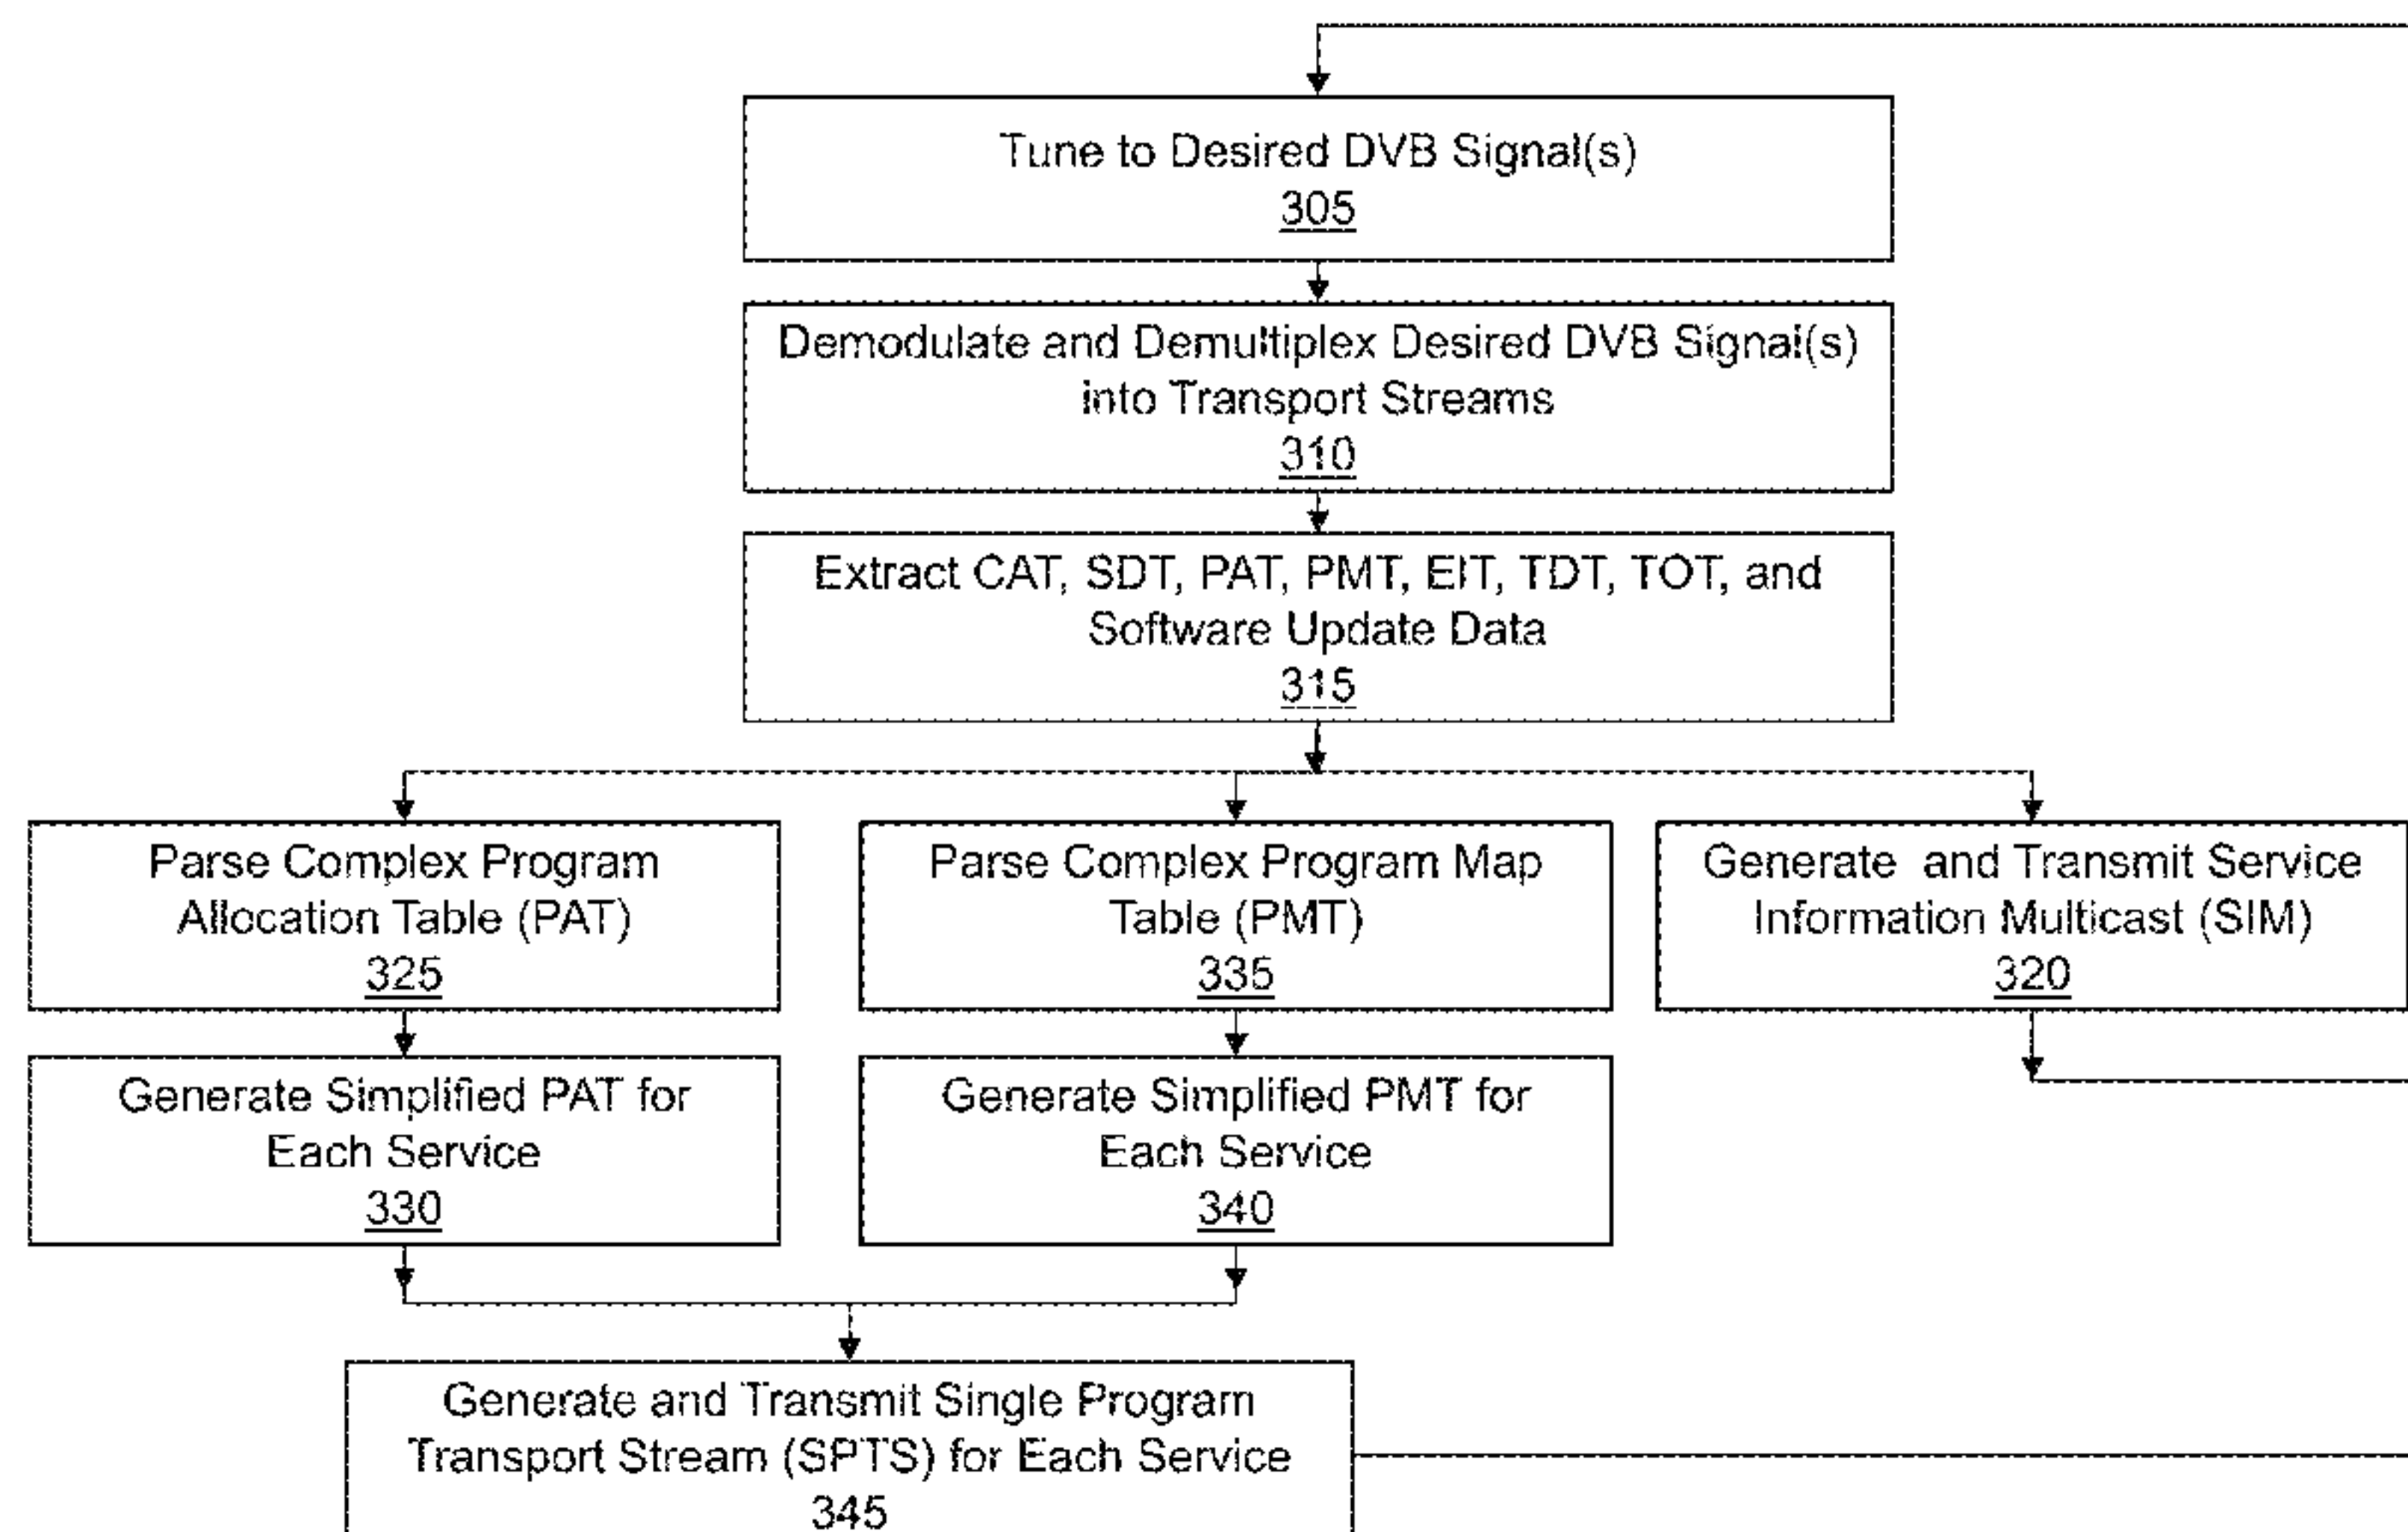 Tune to Desired DVB Signal(s)
305
Demodulate and Demultiplex Desired DVB Signal(s)
into Transport Streams
310
Extract CAT, SDT, PAT, PMT, EIT, TDT, TOT, and
Software Update Data
315
Parse Complex Program
Allocation Table (PAT)
325
Parse Complex Program Map
Table (PMT)
335
Generate and Transmit Service
Information Multicast (SIM)
320
Generate Simplified PAT for
Each Service
330
Generate Simplified PMT for
Each Service
340
Generate and Transmit Single Program
Transport Stream (SPTS) for Each Service
345